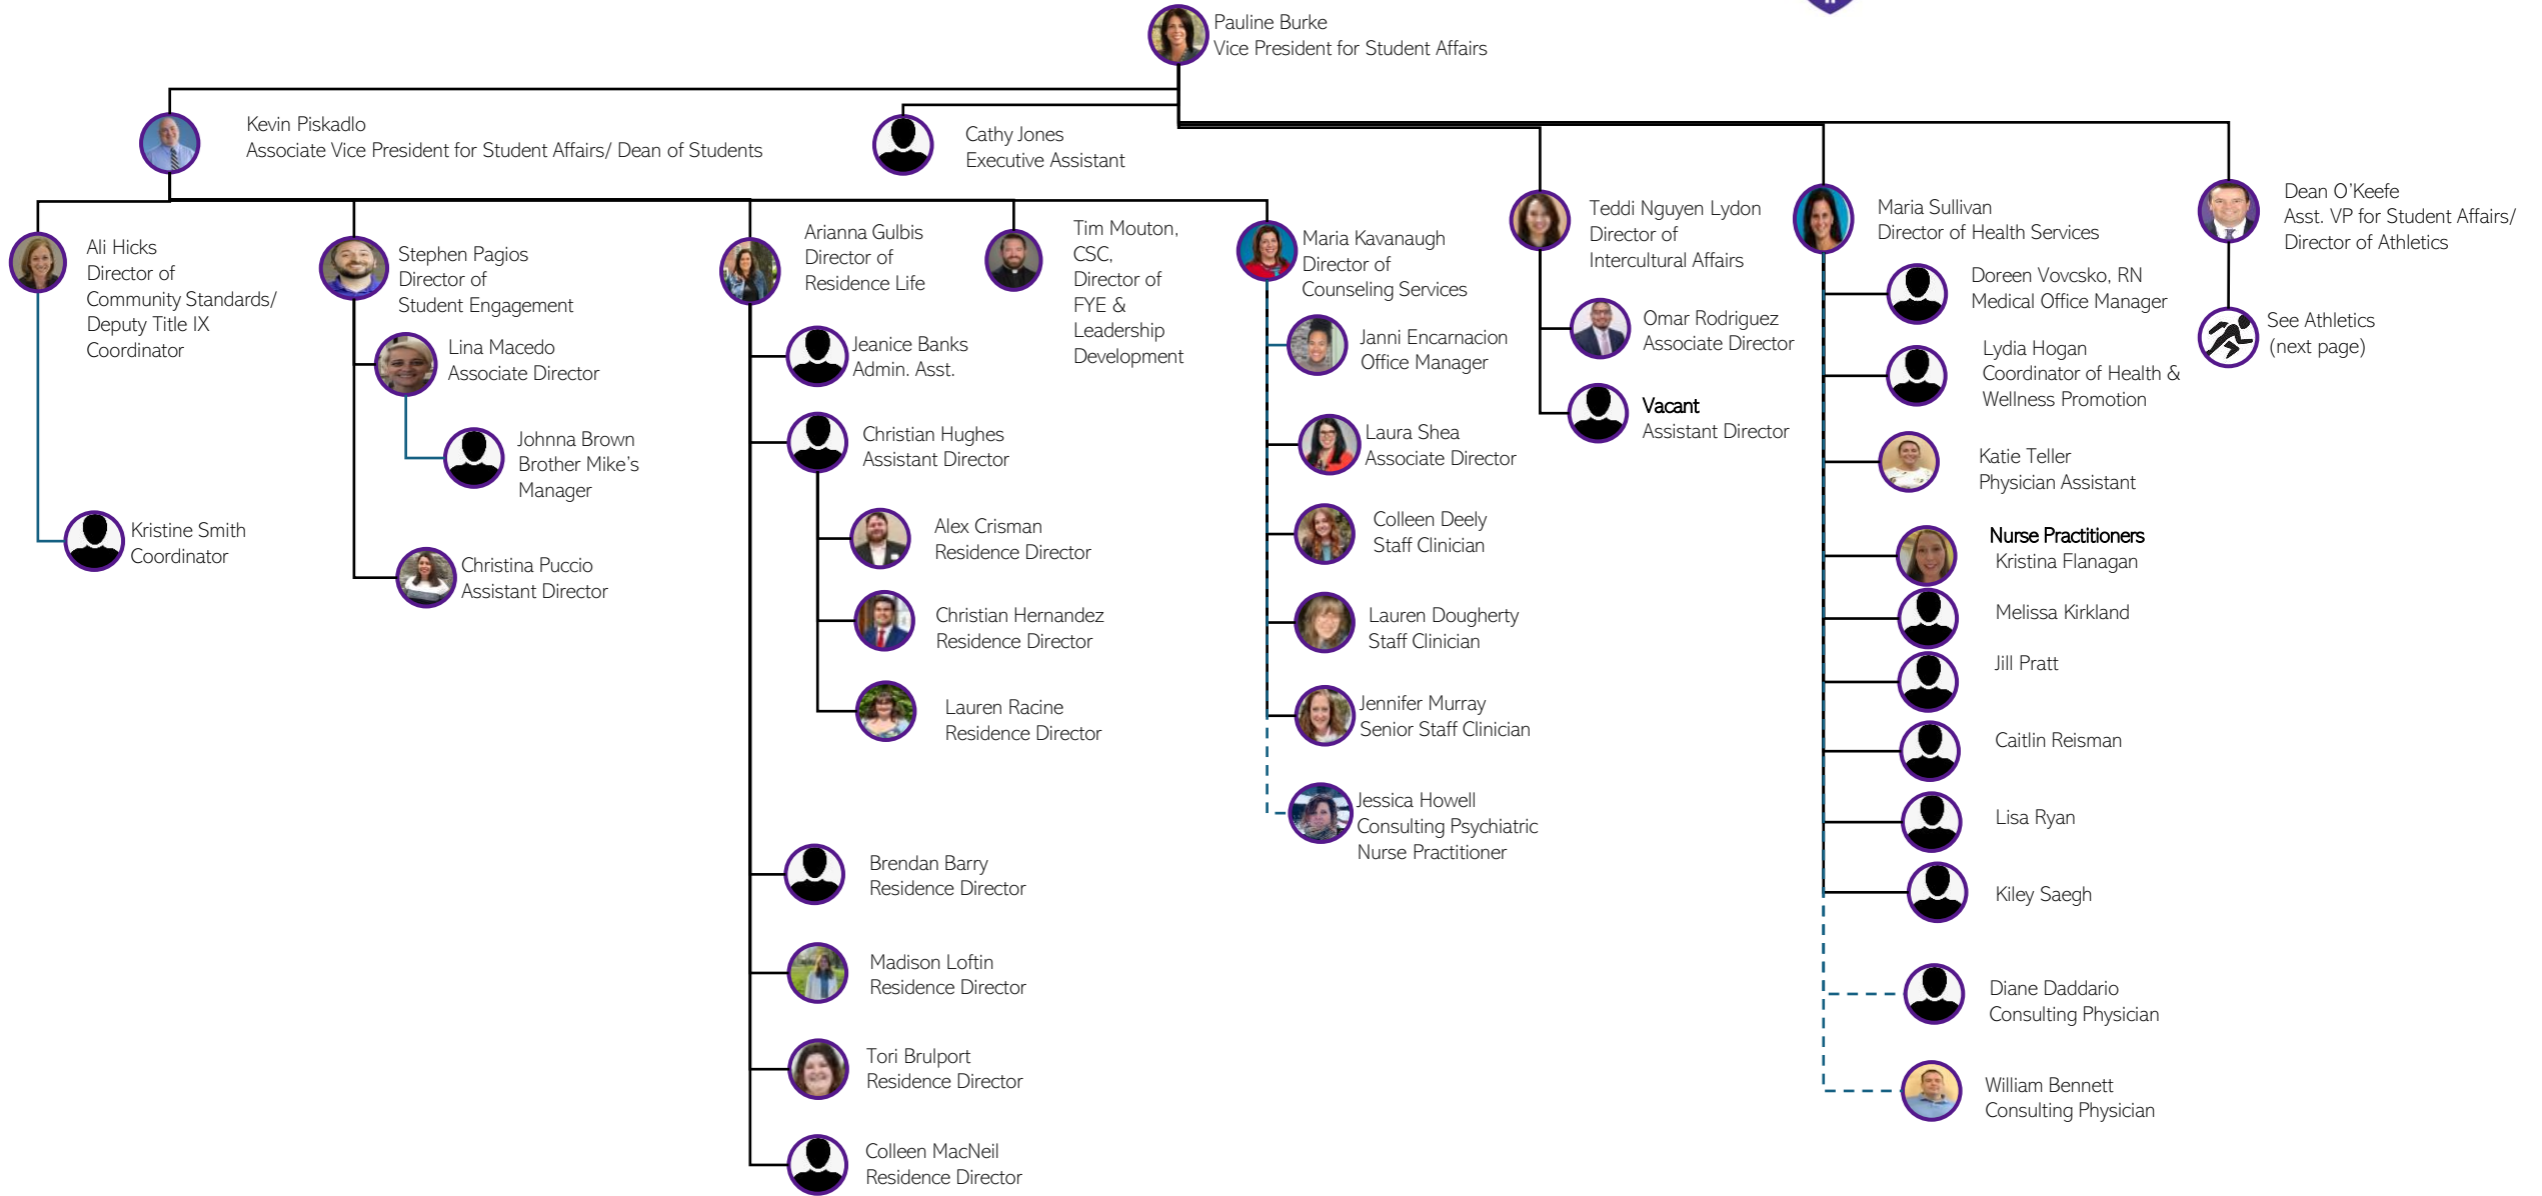 Pauline Burke
Vice President for Student Affairs
Kevin Piskadlo
Associate Vice President for Student Affairs/ Dean of Students
Cathy Jones
Executive Assistant
Ali Hicks
Director of
Community Standards/
Deputy Title IX
Coordinator
Kristine Smith
Coordinator
Stephen Pagios
Director of
Student Engagement
Lina Macedo
Associate Director
Johnna Brown
Brother Mike's
Manager
Christina Puccio
Assistant Director
Arianna Gulbis
Director of
Residence Life
Jeanice Banks
Admin. Asst.
Christian Hughes
Assistant Director
Alex Crisman
Residence Director
Christian Hernandez
Residence Director
Lauren Racine
Residence Director
Brendan Barry
Residence Director
Madison Loftin
Residence Director
Tori Brulport
Residence Director
Colleen MacNeil
Residence Director
Tim Mouton,
CSC,
Director of
FYE &
Leadership
Development
Maria Kavanaugh
Director of
Counseling Services
Janni Encarnacion
Office Manager
Laura Shea
Associate Director
Colleen Deely
Staff Clinician
Lauren Dougherty
Staff Clinician
Jennifer Murray
Senior Staff Clinician
Jessica Howell
Consulting Psychiatric
Nurse Practitioner
Teddi Nguyen Lydon
Director of
Intercultural Affairs
Omar Rodriguez
Associate Director
Vacant
Assistant Director
Maria Sullivan
Director of Health Services
Doreen Vovcsko, RN
Medical Office Manager
Lydia Hogan
Coordinator of Health &
Wellness Promotion
Katie Teller
Physician Assistant
Nurse Practitioners
Kristina Flanagan
Melissa Kirkland
Jill Pratt
Caitlin Reisman
Lisa Ryan
Kiley Saegh
Diane Daddario
Consulting Physician
William Bennett
Consulting Physician
Dean O'Keefe
Asst. VP for Student Affairs/
Director of Athletics
See Athletics
(next page)